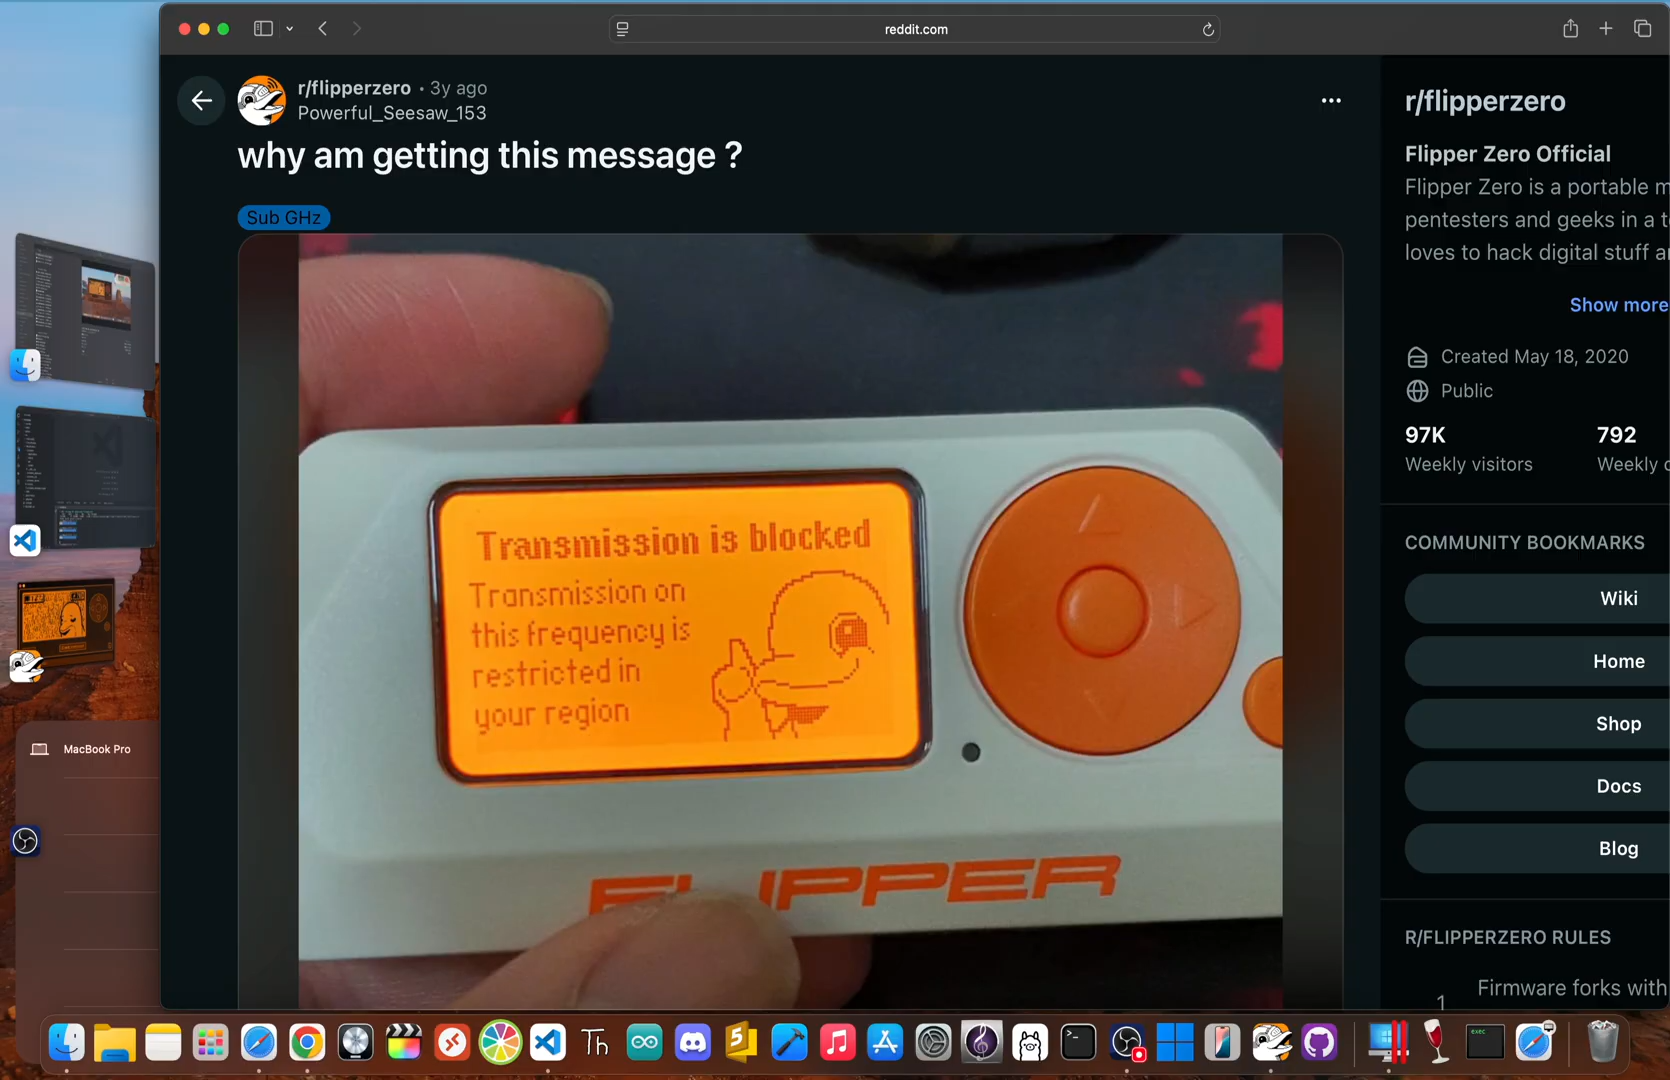 reddit.com
r/flipperzero • 3y ago
Powerful_Seesaw_153
why am getting this message ?
Sub GHz
Transmission is blocked
Transmission on
this frequency is
restricted in
your region
FLIPPER
r/flipperzero
Flipper Zero Official
Flipper Zero is a portable m
pentesters and geeks in a t
loves to hack digital stuff a
Show more
Created May 18, 2020
Public
97K
792
Weekly visitors
Weekly c
COMMUNITY BOOKMARKS
Wiki
Home
Shop
Docs
Blog
R/FLIPPERZERO RULES
1
Firmware forks with
MacBook Pro
Th
exec